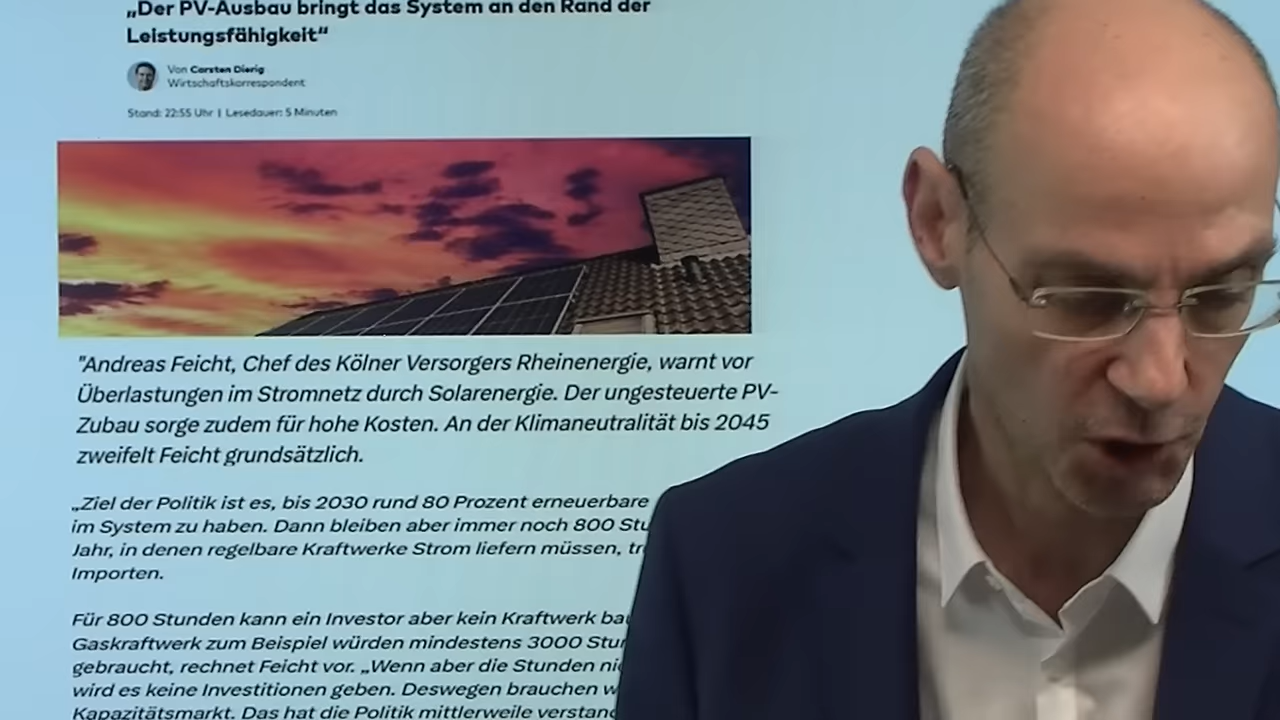 „Der PV-Ausbau bringt das System an den Rand der
Leistungsfähigkeit“
Von Carsten Dierig
Wirtschaftskorrespondent
Stand: 22:55 Uhr | Lesedauer: 5 Minuten
"Andreas Feicht, Chef des Kölner Versorgers Rheinenergie, warnt vor
Überlastungen im Stromnetz durch Solarenergie. Der ungesteuerte PV-
Zubau sorge zudem für hohe Kosten. An der Klimaneutralität bis 2045
zweifelt Feicht grundsätzlich.
„Ziel der Politik ist es, bis 2030 rund 80 Prozent erneuerbare
im System zu haben. Dann bleiben aber immer noch 800 Stu
Jahr, in denen regelbare Kraftwerke Strom liefern müssen, tr
Importen.
Für 800 Stunden kann ein Investor aber kein Kraftwerk bau
Gaskraftwerk zum Beispiel würden mindestens 3000 Stun
gebraucht, rechnet Feicht vor. „Wenn aber die Stunden nic
wird es keine Investitionen geben. Deswegen brauchen w
Kapazitätsmarkt. Das hat die Politik mittlerweile verstand